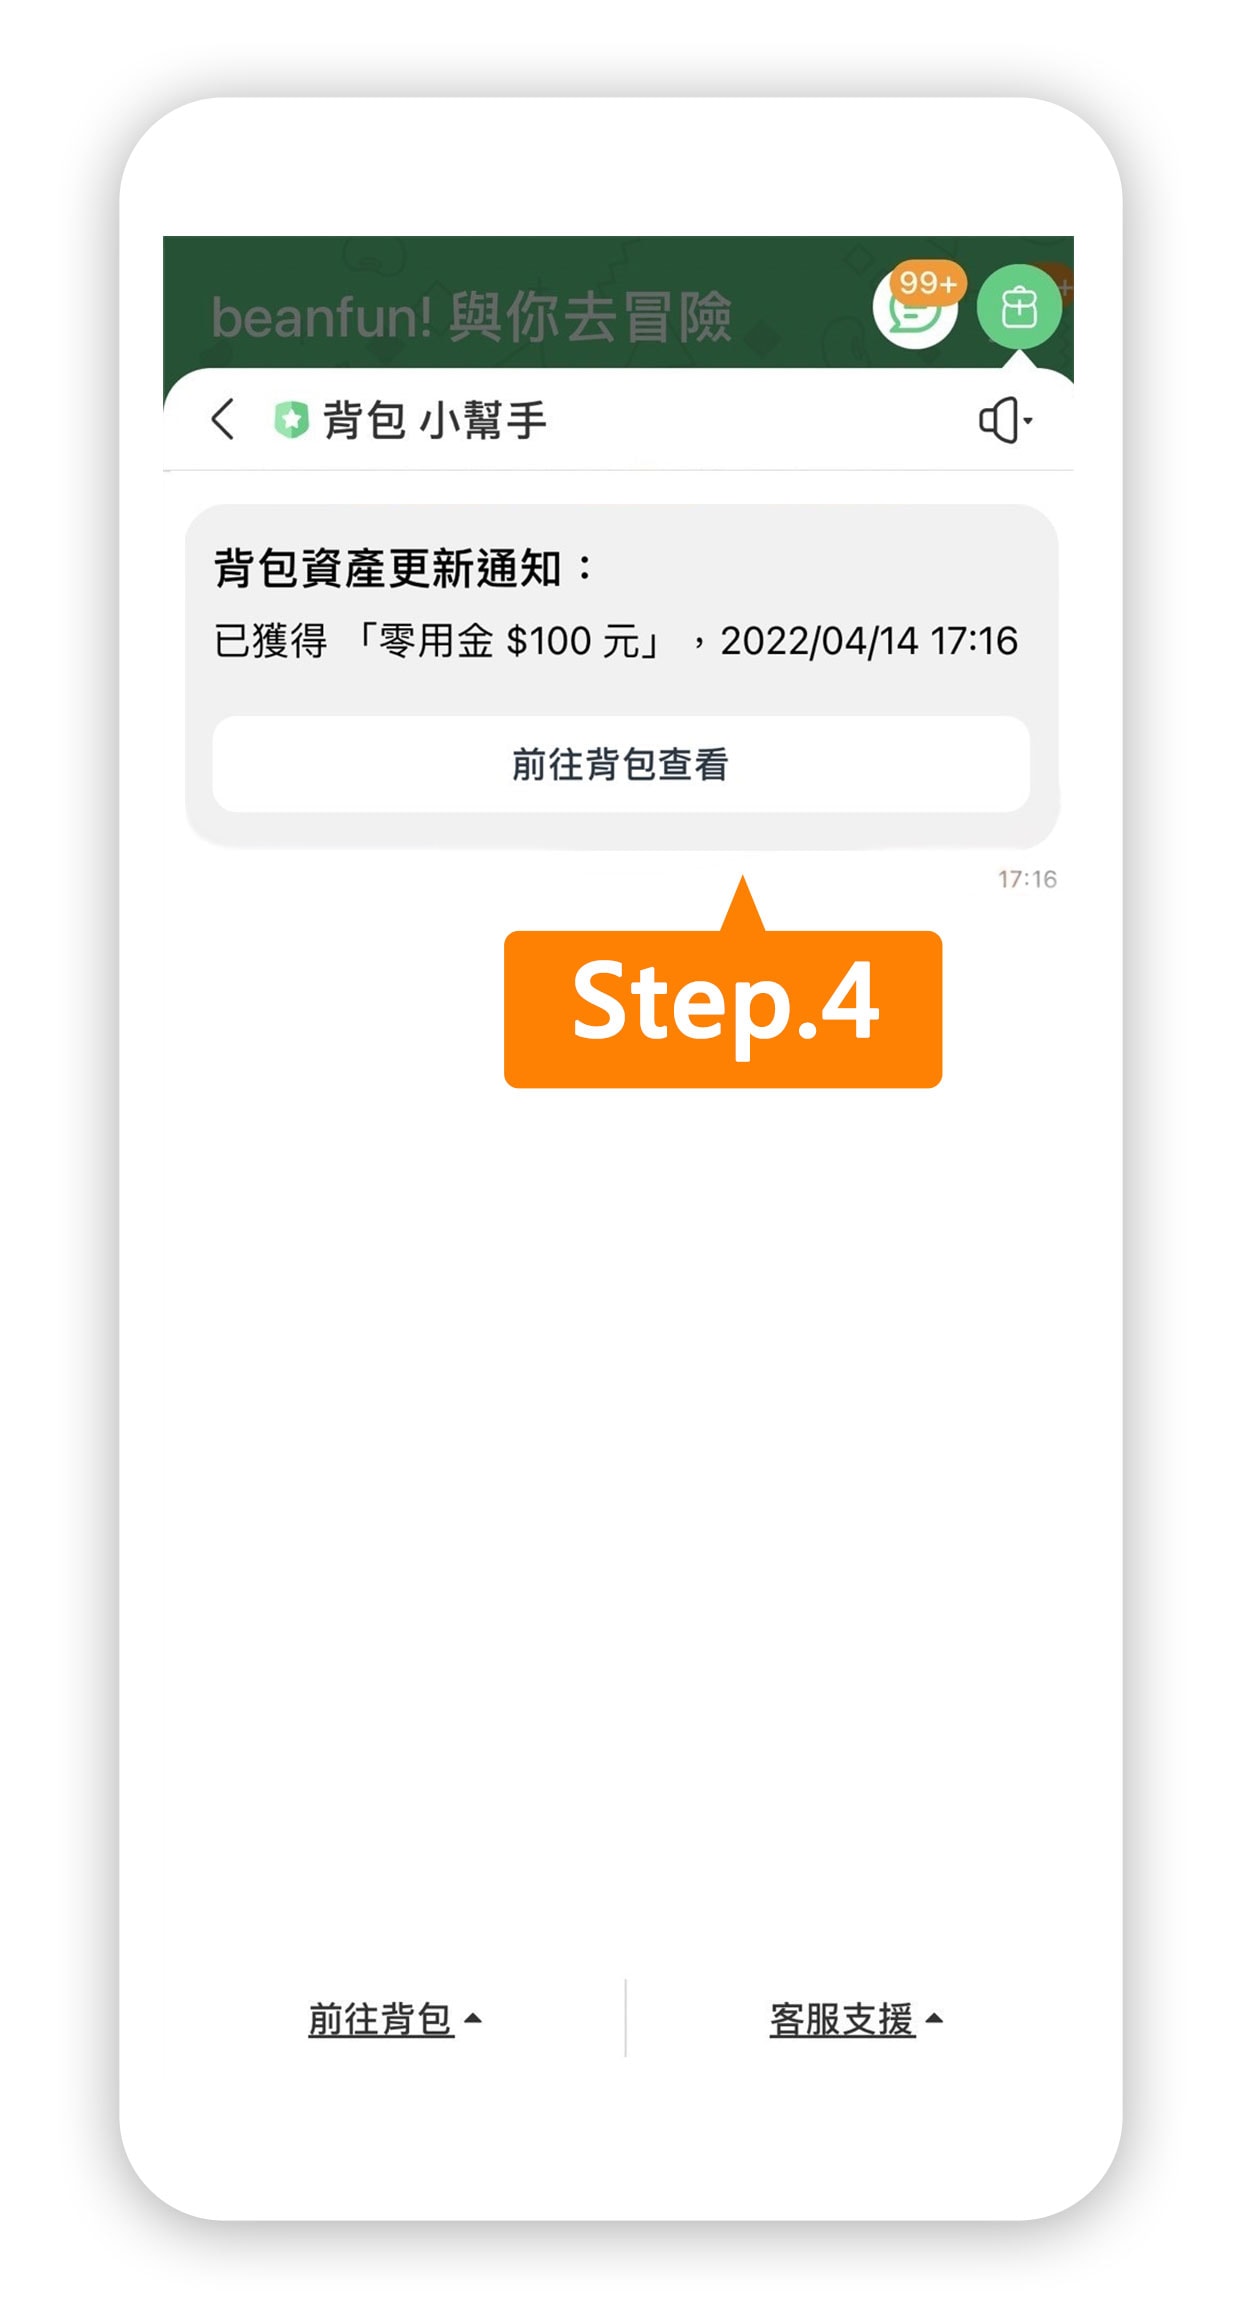 beanfun! 與你去冒險
99+
背包 小幫手
背包資產更新通知：
已獲得 「零用金 $100 元」，2022/04/14 17:16
前往背包查看
17:16
Step.4
前往背包
客服支援